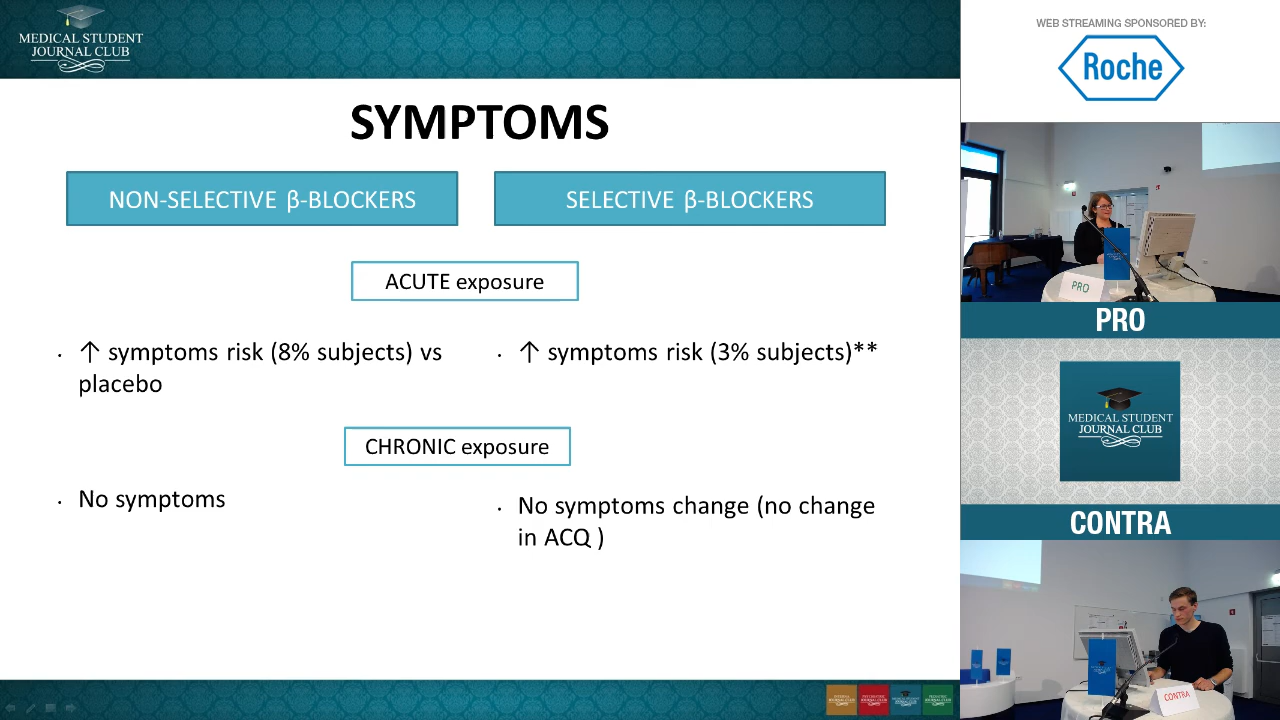 MEDICAL STUDENT
JOURNAL CLUB
SYMPTOMS
NON-SELECTIVE β-BLOCKERS
SELECTIVE β-BLOCKERS
ACUTE exposure
• ↑ symptoms risk (8% subjects) vs
placebo
• ↑ symptoms risk (3% subjects)**
CHRONIC exposure
• No symptoms
• No symptoms change (no change
in ACQ )
WEB STREAMING SPONSORED BY:
Roche
PRO
PRO
MEDICAL STUDENT
JOURNAL CLUB
CONTRA
CONTRA